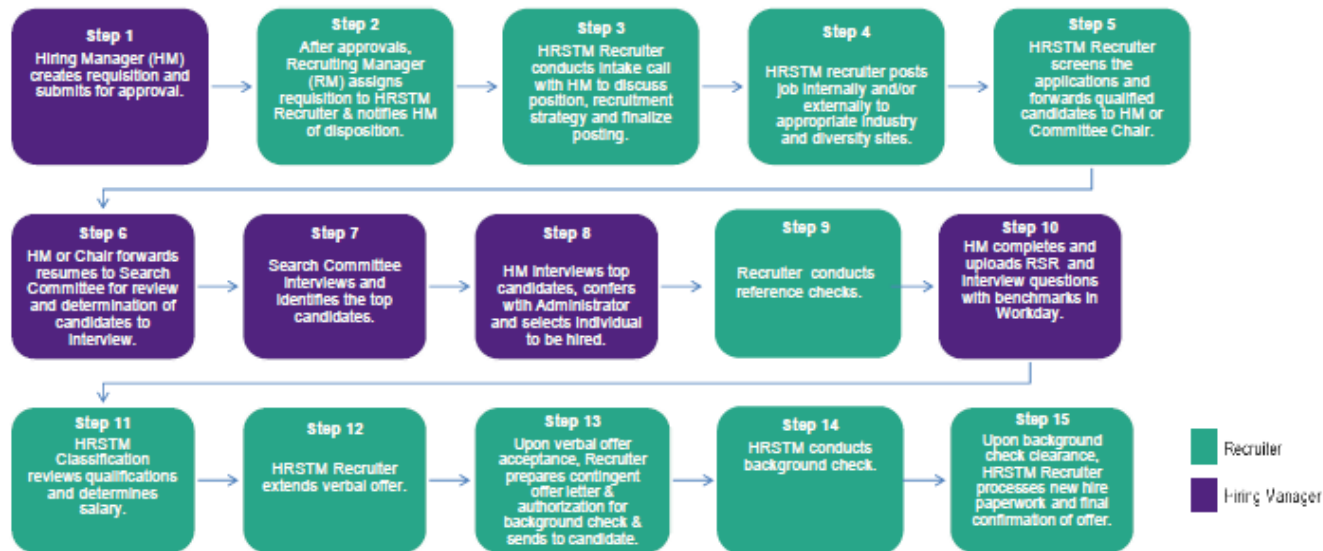 Step 1
Hiring Manager (HM)
creates requisition and
submits for approval.
Step 2
After approvals,
Recruiting Manager
(RM) assigns
requisition to HRSTM
Recruiter & notifies HM
of disposition.
Step 3
HRSTM Recruiter
conducts intake call
with HM to discuss
position, recruitment
strategy and finalize
posting.
Step 4
HRSTM recruiter posts
job internally and/or
externally to
appropriate industry
and diversity sites.
Step 5
HRSTM Recruiter
screens the
applications and
forwards qualified
candidates to HM or
Committee Chair.
Step 6
HM or Chair forwards
resumes to Search
Committee for review
and determination of
candidates to
interview.
Step 7
Search Committee
interviews and
identifies the top
candidates.
Step 8
HM interviews top
candidates, confers
wtih Administrator
and selects individual
to be hired.
Step 9
Recruiter conducts
reference checks.
Step 10
HM completes and
uploads RSR and
interview questions
with benchmarks in
Workday.
Step 11
HRSTM
Classification
reviews qualifications
and determines
salary.
Step 12
HRSTM Recruiter
extends verbal offer.
Step 13
Upon verbal offer
acceptance, Recruiter
prepares contingent
offer letter &
authorization for
background check &
sends to candidate.
Step 14
HRSTM conducts
background check.
Step 15
Upon background
check clearance,
HRSTM Recruiter
processes new hire
paperwork and final
confirmation of offer.
Recruiter
Hiring Manager